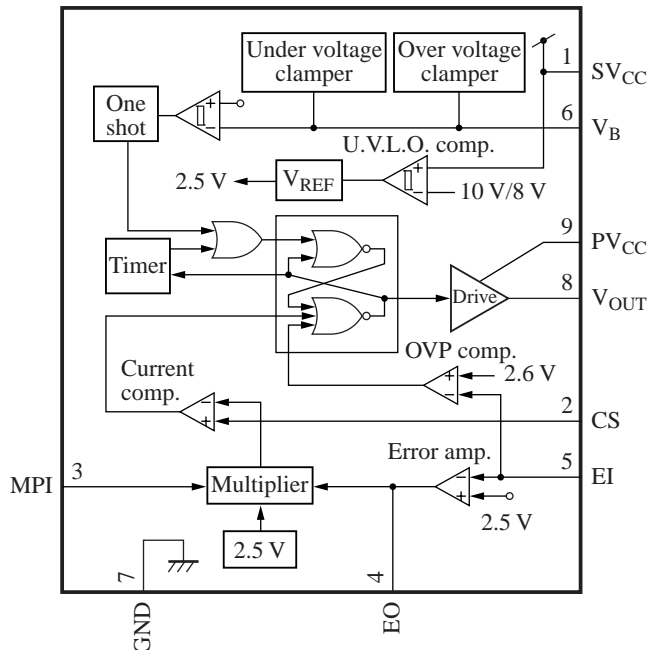 Under voltage
clamper
Over voltage
clamper
1
SVCC
One
shot
+
−
6
VB
U.V.L.O. comp.
2.5 V
VREF
+
−
10 V/8 V
9
PVCC
Timer
Drive
8
VOUT
OVP comp.
Current
comp.
+
−
2.6 V
−
+
2
CS
Error amp.
5
EI
MPI
3
Multiplier
−
+
2.5 V
2.5 V
7
4
GND
EO